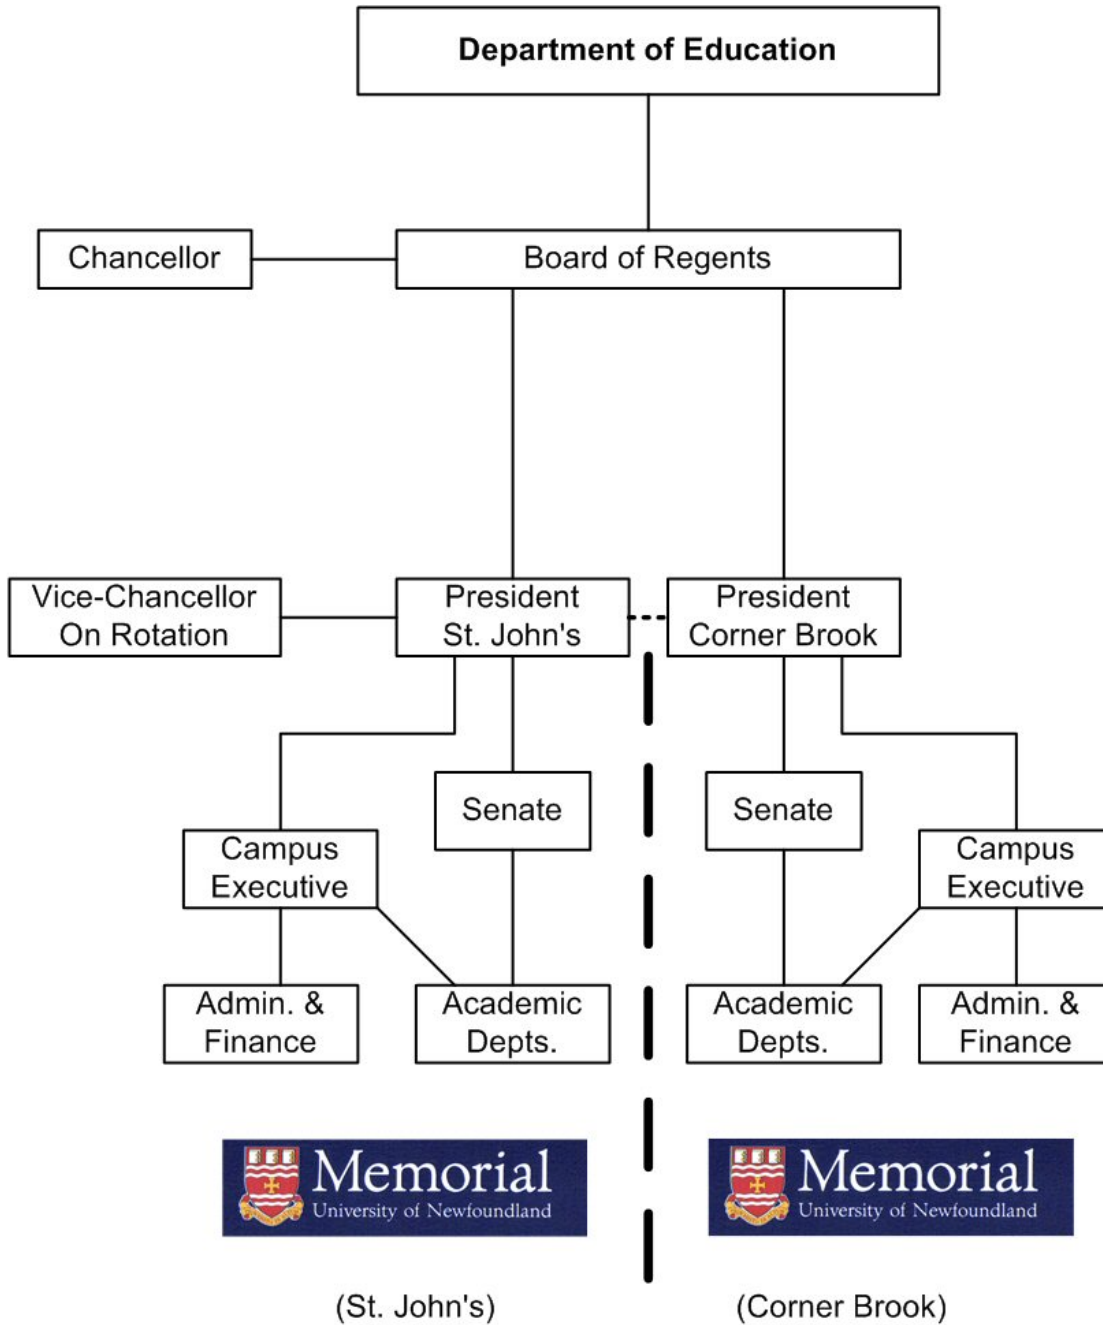 Department of Education
Chancellor
Board of Regents
Vice-Chancellor
On Rotation
President
St. John's
President
Corner Brook
Senate
Senate
Campus
Executive
Campus
Executive
Admin. &
Finance
Academic
Depts.
Academic
Depts.
Admin. &
Finance
Memorial
University of Newfoundland
Memorial
University of Newfoundland
(St. John's)
(Corner Brook)